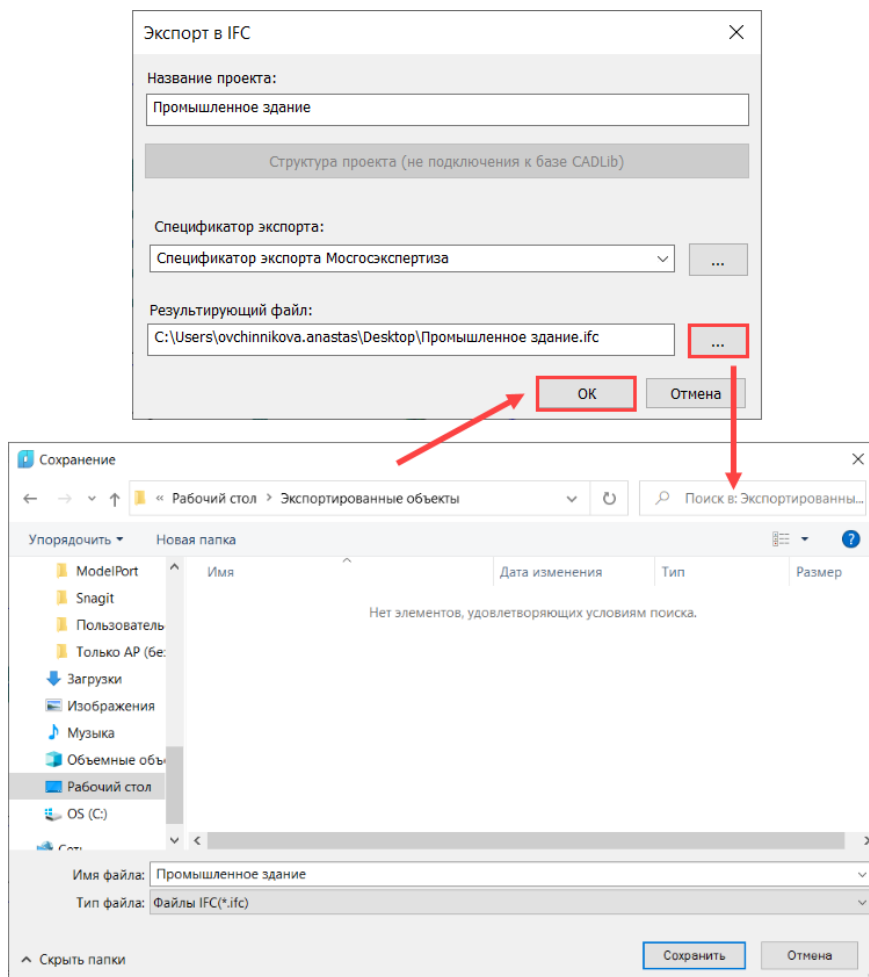 Экспорт в IFC
Название проекта:
Промышленное здание
Структура проекта (не подключения к базе CADLib)
Спецификатор экспорта:
Спецификатор экспорта Мосгосэкспертиза
...
Результирующий файл:
C:\Users\ovchinnikova.anastas\Desktop\Промышленное здание.ifc
...
ОК Отмена
Сохранение
« Рабочий стол > Экспортированные объекты Поиск в: Экспортированны...
Упорядочить Новая папка
ModelPort Имя Дата изменения Тип Размер
Snagit Нет элементов, удовлетворяющих условиям поиска.
Пользователь
Только АР (без
Загрузки
Изображения
Музыка
Объемные объ
Рабочий стол
OS (C:)
Сеть
Имя файла: Промышленное здание
Тип файла: Файлы IFC(*.ifc)
Скрыть папки Сохранить Отмена